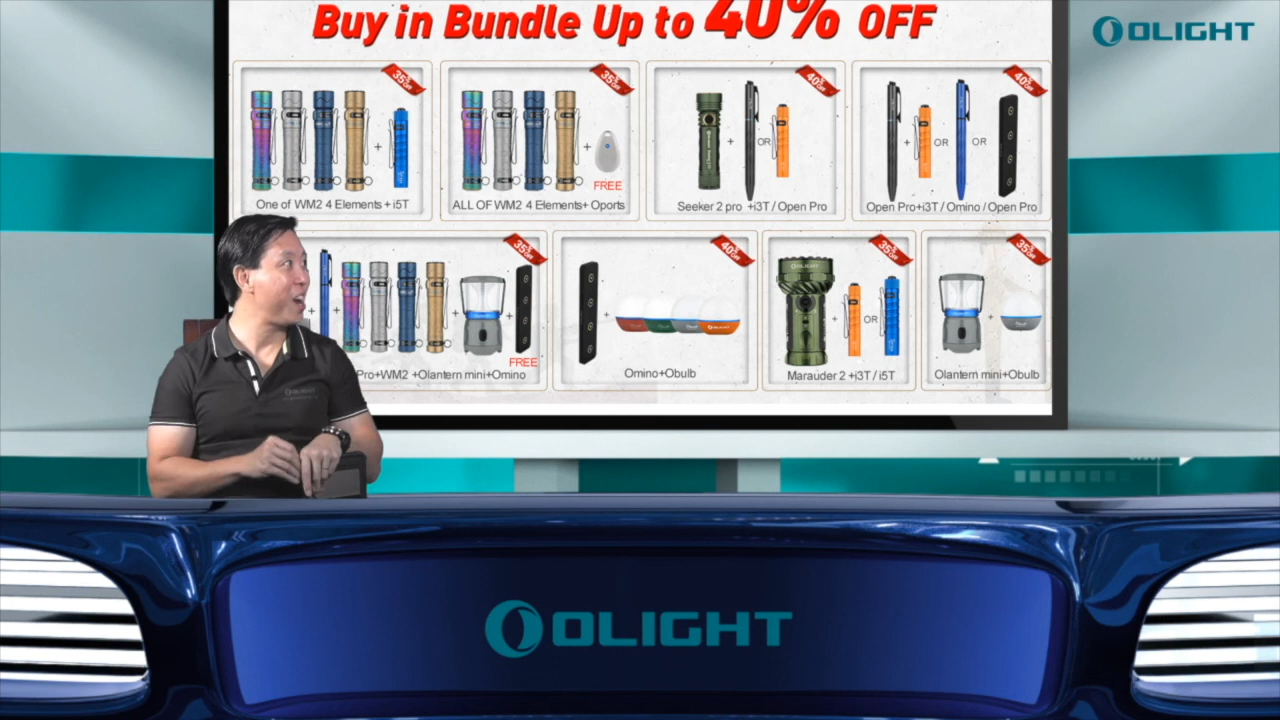 Buy in Bundle Up to 40% OFF
OLIGHT
35% OFF
35% OFF
40% OFF
40% OFF
+
+
FREE
+
OR
+
OR
OR
One of WM2 4 Elements + i5T
ALL OF WM2 4 Elements+ Oports
Seeker 2 pro +i3T / Open Pro
Open Pro+i3T / Omino / Open Pro
35% OFF
40% OFF
35% OFF
35% OFF
+
+
+
FREE
+
OLIGHT
+
OR
+
Pro+WM2 +Olantern mini+Omino
Omino+Obulb
Marauder 2 +i3T / i5T
Olantern mini+Obulb
OLIGHT
OLIGHT